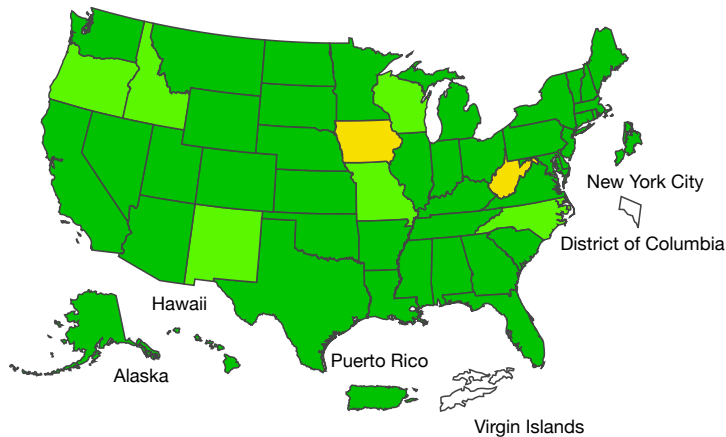 New York City
District of Columbia
Hawaii
Puerto Rico
Alaska
Virgin Islands